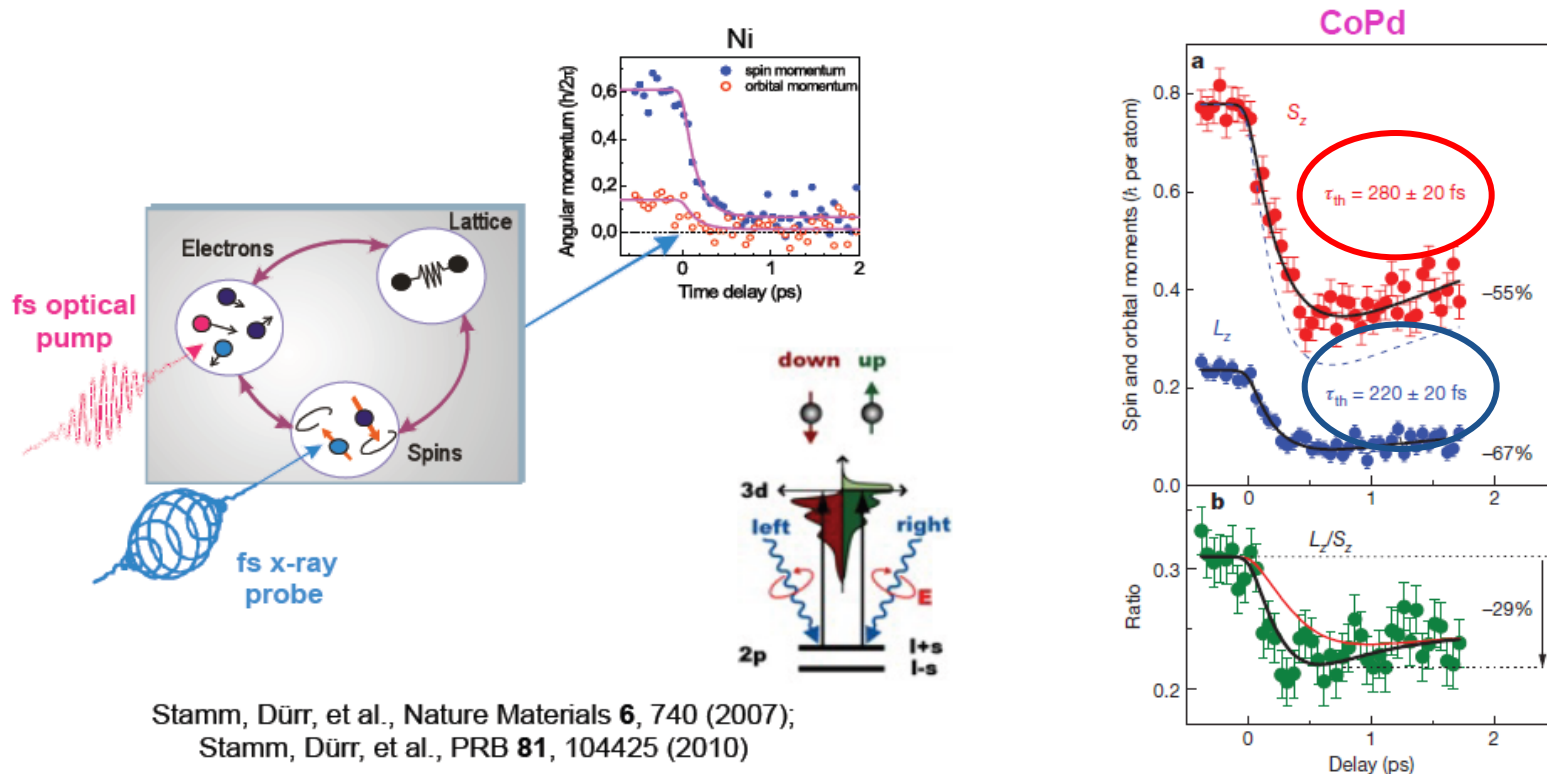 Ni
spin momentum
orbital momentum
Angular momentum (h/2π)
0,6
0,4
0,2
0,0
0
1
2
Time delay (ps)
Electrons
Lattice
Spins
fs optical
pump
fs x-ray
probe
down
up
3d
left
right
E
2p
l+s
l-s
Stamm, Dürr, et al., Nature Materials 6, 740 (2007);
Stamm, Dürr, et al., PRB 81, 104425 (2010)
CoPd
a
Spin and orbital moments (ℏ per atom)
0.8
0.6
0.4
0.2
0.0
Sz
τth = 280 ± 20 fs
–55%
Lz
τth = 220 ± 20 fs
–67%
0
1
2
b
Lz/Sz
Ratio
0.3
0.2
–29%
0
1
2
Delay (ps)